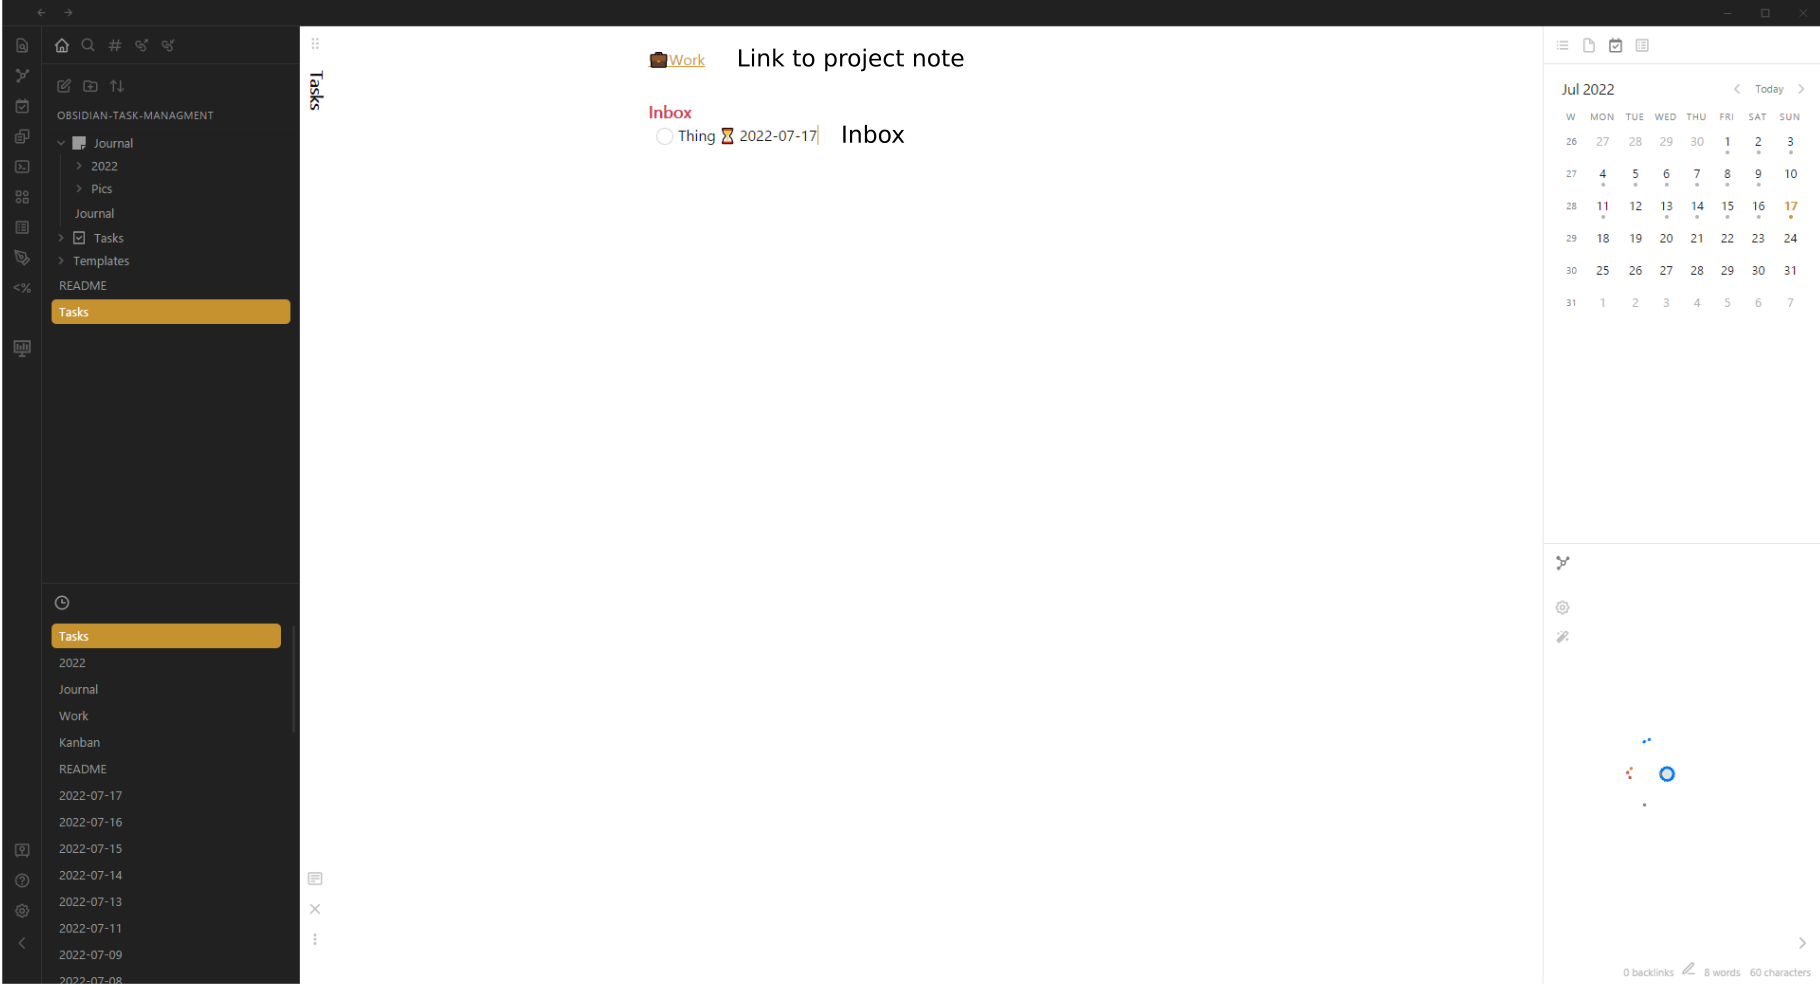 OBSIDIAN-TASK-MANAGMENT
Journal
2022
Pics
Journal
Tasks
Templates
README
Tasks
<%
Tasks
2022
Journal
Work
Kanban
README
2022-07-17
2022-07-16
2022-07-15
2022-07-14
2022-07-13
2022-07-11
2022-07-09
2022-07-08
Tasks
💼Work Link to project note
Inbox
Thing ⏳ 2022-07-17 Inbox
Jul 2022 Today
W MON TUE WED THU FRI SAT SUN
26 27 28 29 30 1 2 3
27 4 5 6 7 8 9 10
28 11 12 13 14 15 16 17
29 18 19 20 21 22 23 24
30 25 26 27 28 29 30 31
31 1 2 3 4 5 6 7
0 backlinks 8 words 60 characters